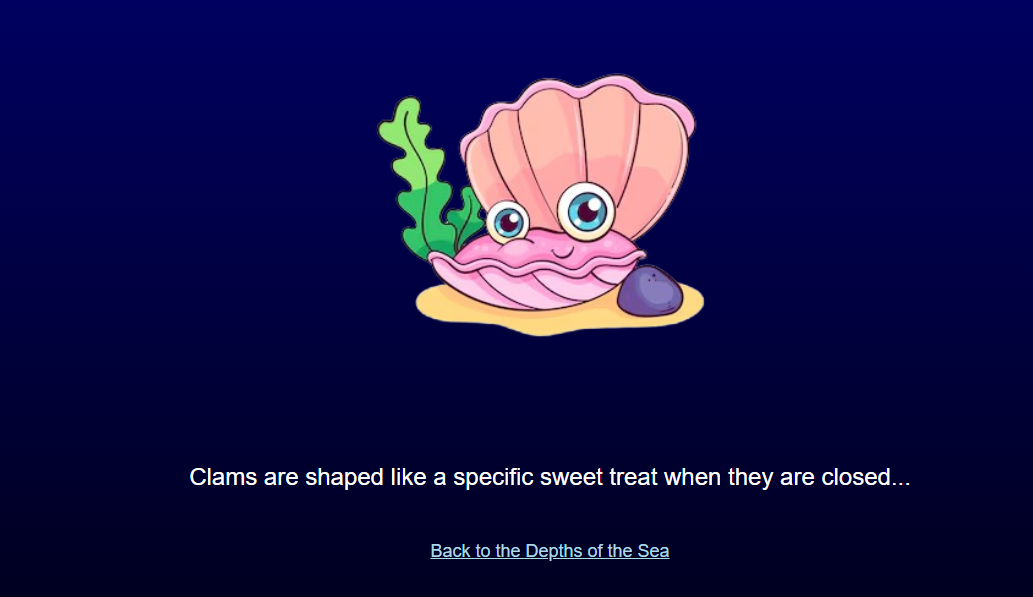 Clams are shaped like a specific sweet treat when they are closed...
Back to the Depths of the Sea